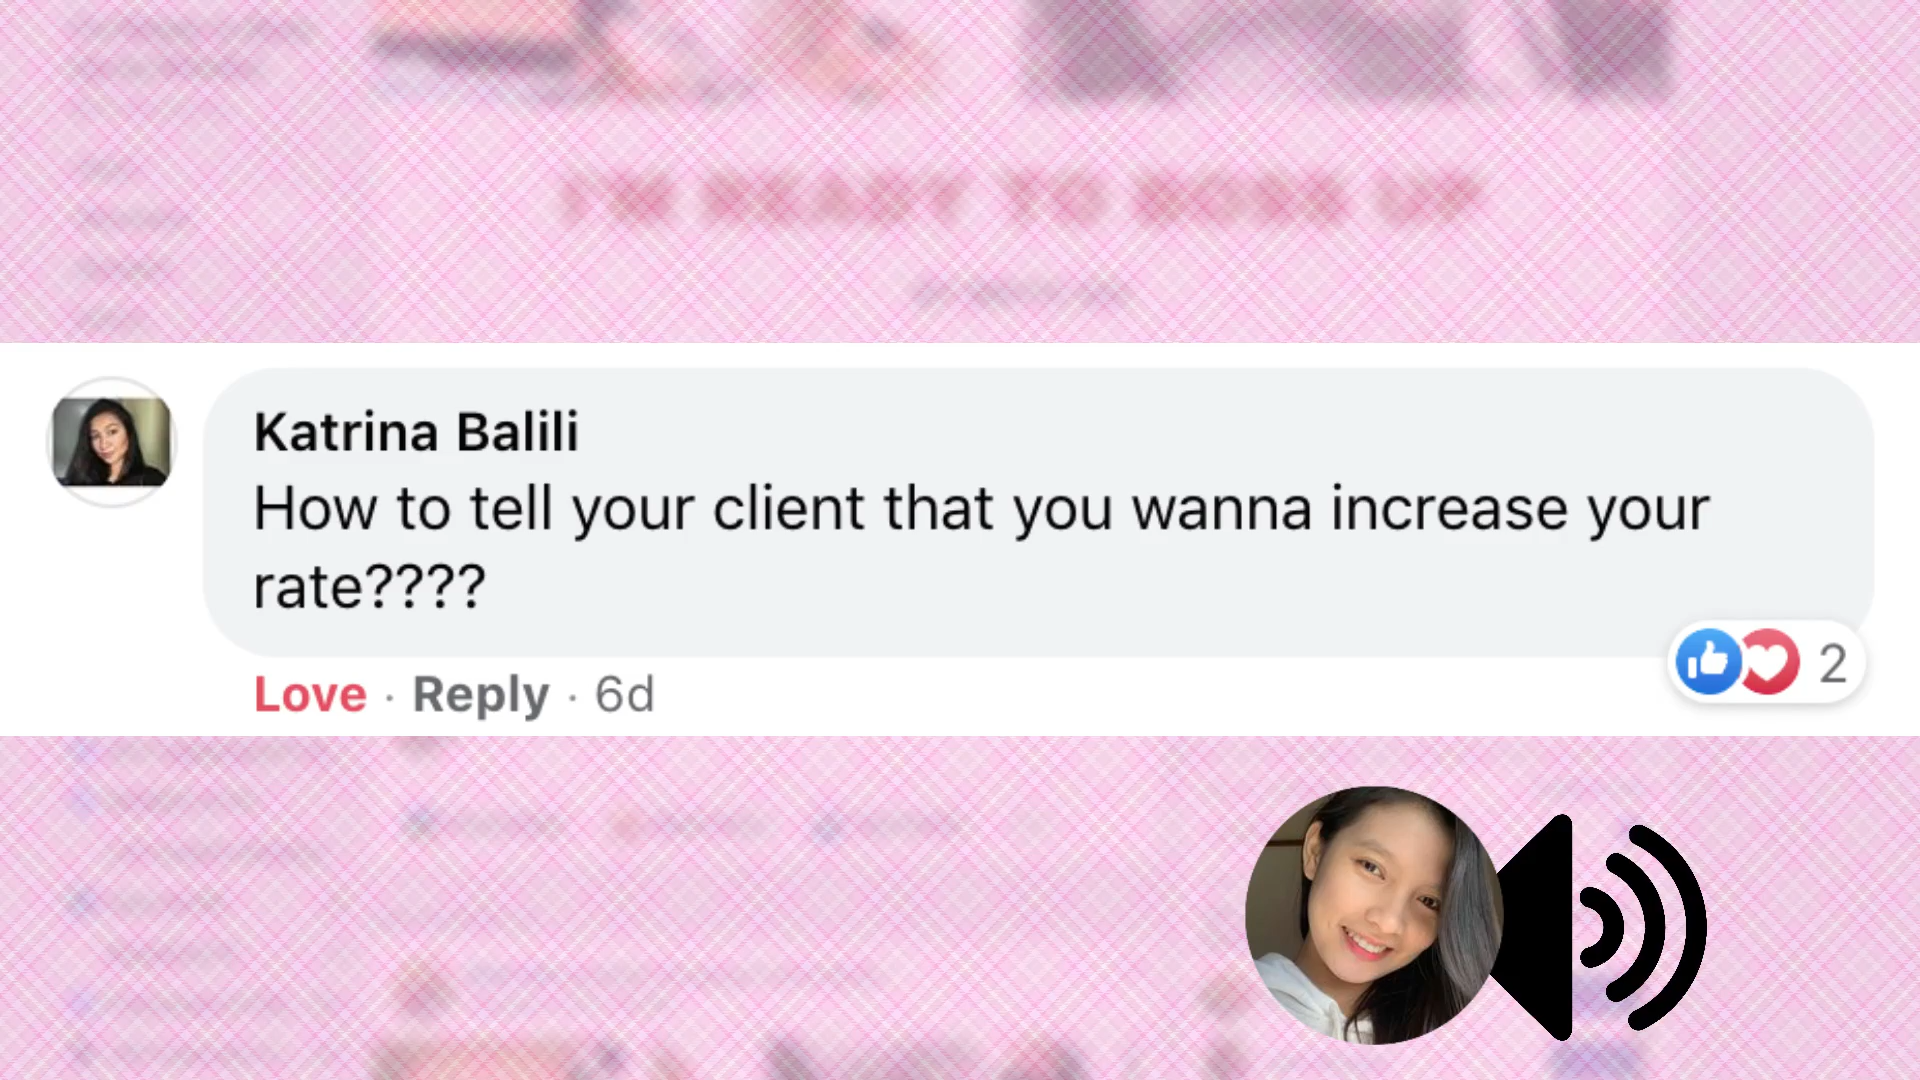 Katrina Balili
How to tell your client that you wanna increase your
rate????
Love · Reply · 6d
2